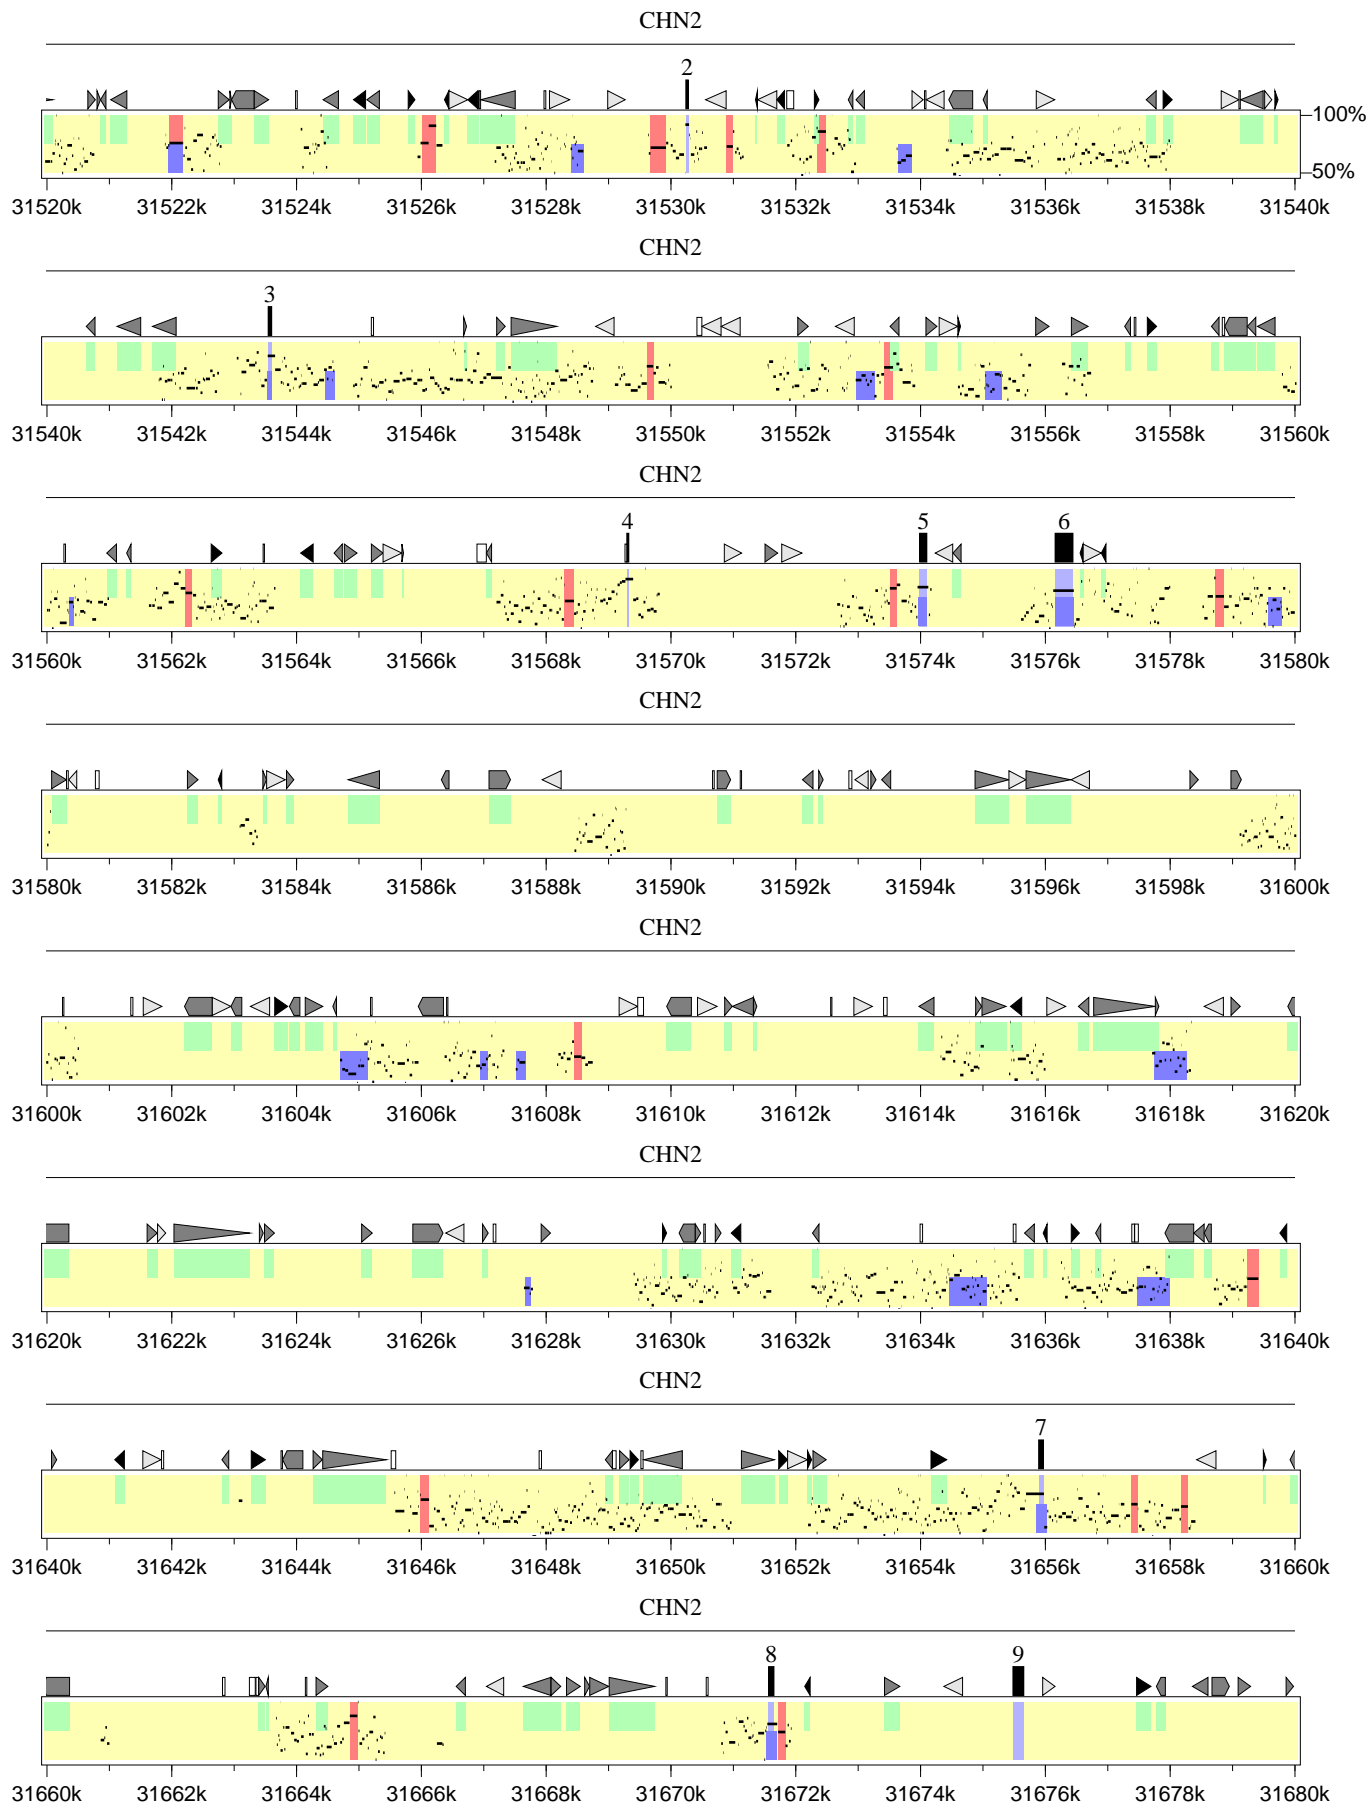 CHN2
2
100%
50%
31520k 31522k 31524k 31526k 31528k 31530k 31532k 31534k 31536k 31538k 31540k
CHN2
3
31540k 31542k 31544k 31546k 31548k 31550k 31552k 31554k 31556k 31558k 31560k
CHN2
4 5 6
31560k 31562k 31564k 31566k 31568k 31570k 31572k 31574k 31576k 31578k 31580k
CHN2
31580k 31582k 31584k 31586k 31588k 31590k 31592k 31594k 31596k 31598k 31600k
CHN2
31600k 31602k 31604k 31606k 31608k 31610k 31612k 31614k 31616k 31618k 31620k
CHN2
31620k 31622k 31624k 31626k 31628k 31630k 31632k 31634k 31636k 31638k 31640k
CHN2
7
31640k 31642k 31644k 31646k 31648k 31650k 31652k 31654k 31656k 31658k 31660k
CHN2
8 9
31660k 31662k 31664k 31666k 31668k 31670k 31672k 31674k 31676k 31678k 31680k